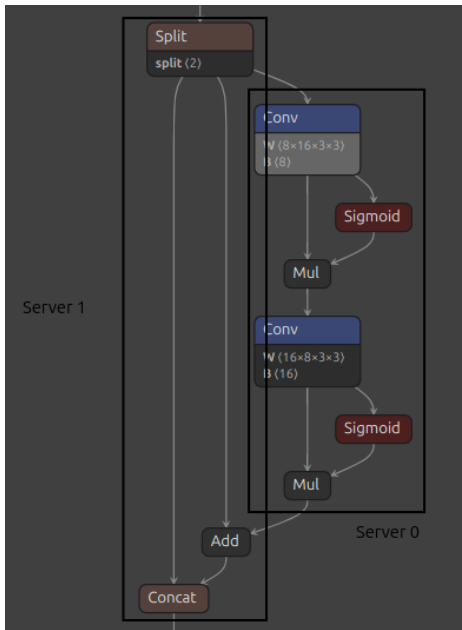 Split
split ⟨2⟩
Conv
W ⟨8×16×3×3⟩
B ⟨8⟩
Sigmoid
Mul
Server 1
Conv
W ⟨16×8×3×3⟩
B ⟨16⟩
Sigmoid
Mul
Server 0
Add
Concat